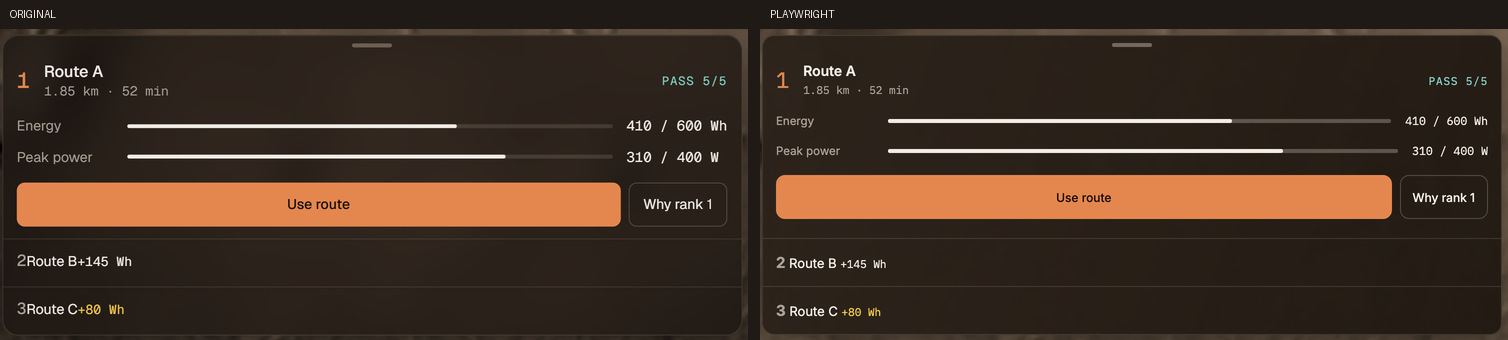 ORIGINAL
1 Route A PASS 5/5
1.85 km · 52 min
Energy 410 / 600 Wh
Peak power 310 / 400 W
Use route Why rank 1
2Route B+145 Wh
3Route C+80 Wh
PLAYWRIGHT
1 Route A PASS 5/5
1.85 km · 52 min
Energy 410 / 600 Wh
Peak power 310 / 400 W
Use route Why rank 1
2 Route B +145 Wh
3 Route C +80 Wh